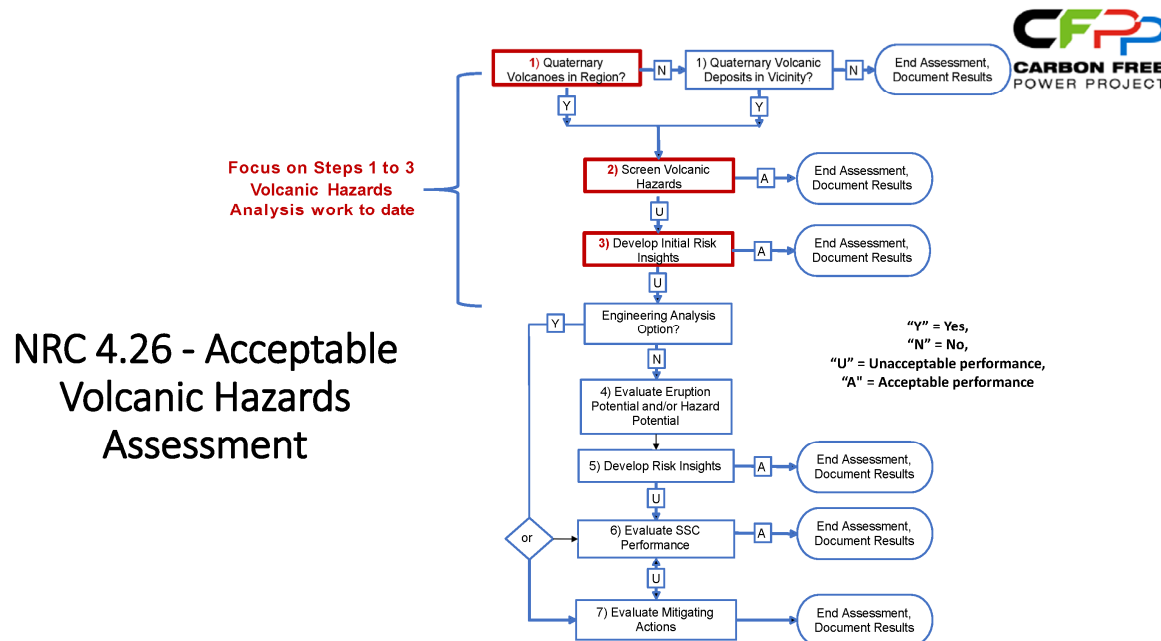 CFPP
CARBON FREE
POWER PROJECT
1) Quaternary
Volcanoes in Region?
N
1) Quaternary Volcanic
Deposits in Vicinity?
N
End Assessment,
Document Results
Y
Y
Focus on Steps 1 to 3
Volcanic Hazards
Analysis work to date
2) Screen Volcanic
Hazards
A
End Assessment,
Document Results
U
3) Develop Initial Risk
Insights
A
End Assessment,
Document Results
U
Engineering Analysis
Option?
Y
N
"Y" = Yes,
"N" = No,
"U" = Unacceptable performance,
"A" = Acceptable performance
NRC 4.26 - Acceptable
Volcanic Hazards
Assessment
4) Evaluate Eruption
Potential and/or Hazard
Potential
5) Develop Risk Insights
A
End Assessment,
Document Results
U
or
6) Evaluate SSC
Performance
A
End Assessment,
Document Results
U
7) Evaluate Mitigating
Actions
End Assessment,
Document Results